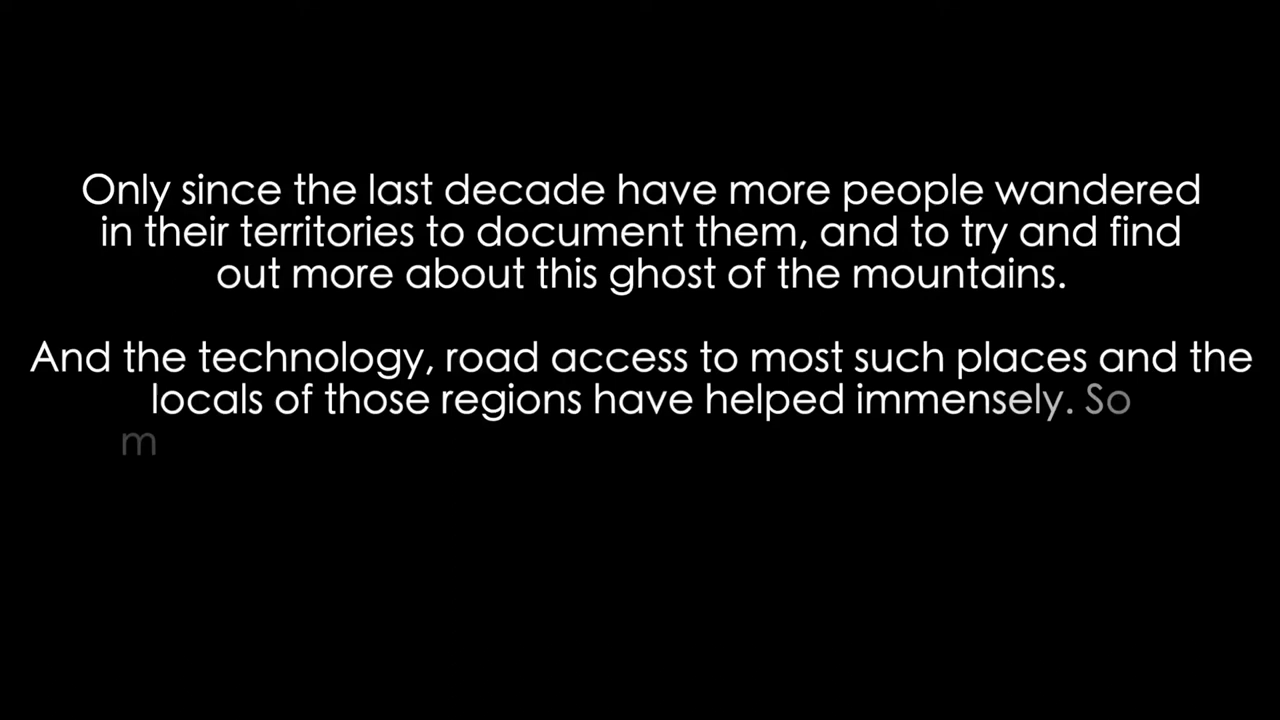 Only since the last decade have more people wandered
in their territories to document them, and to try and find
out more about this ghost of the mountains.
And the technology, road access to most such places and the
locals of those regions have helped immensely. So
m